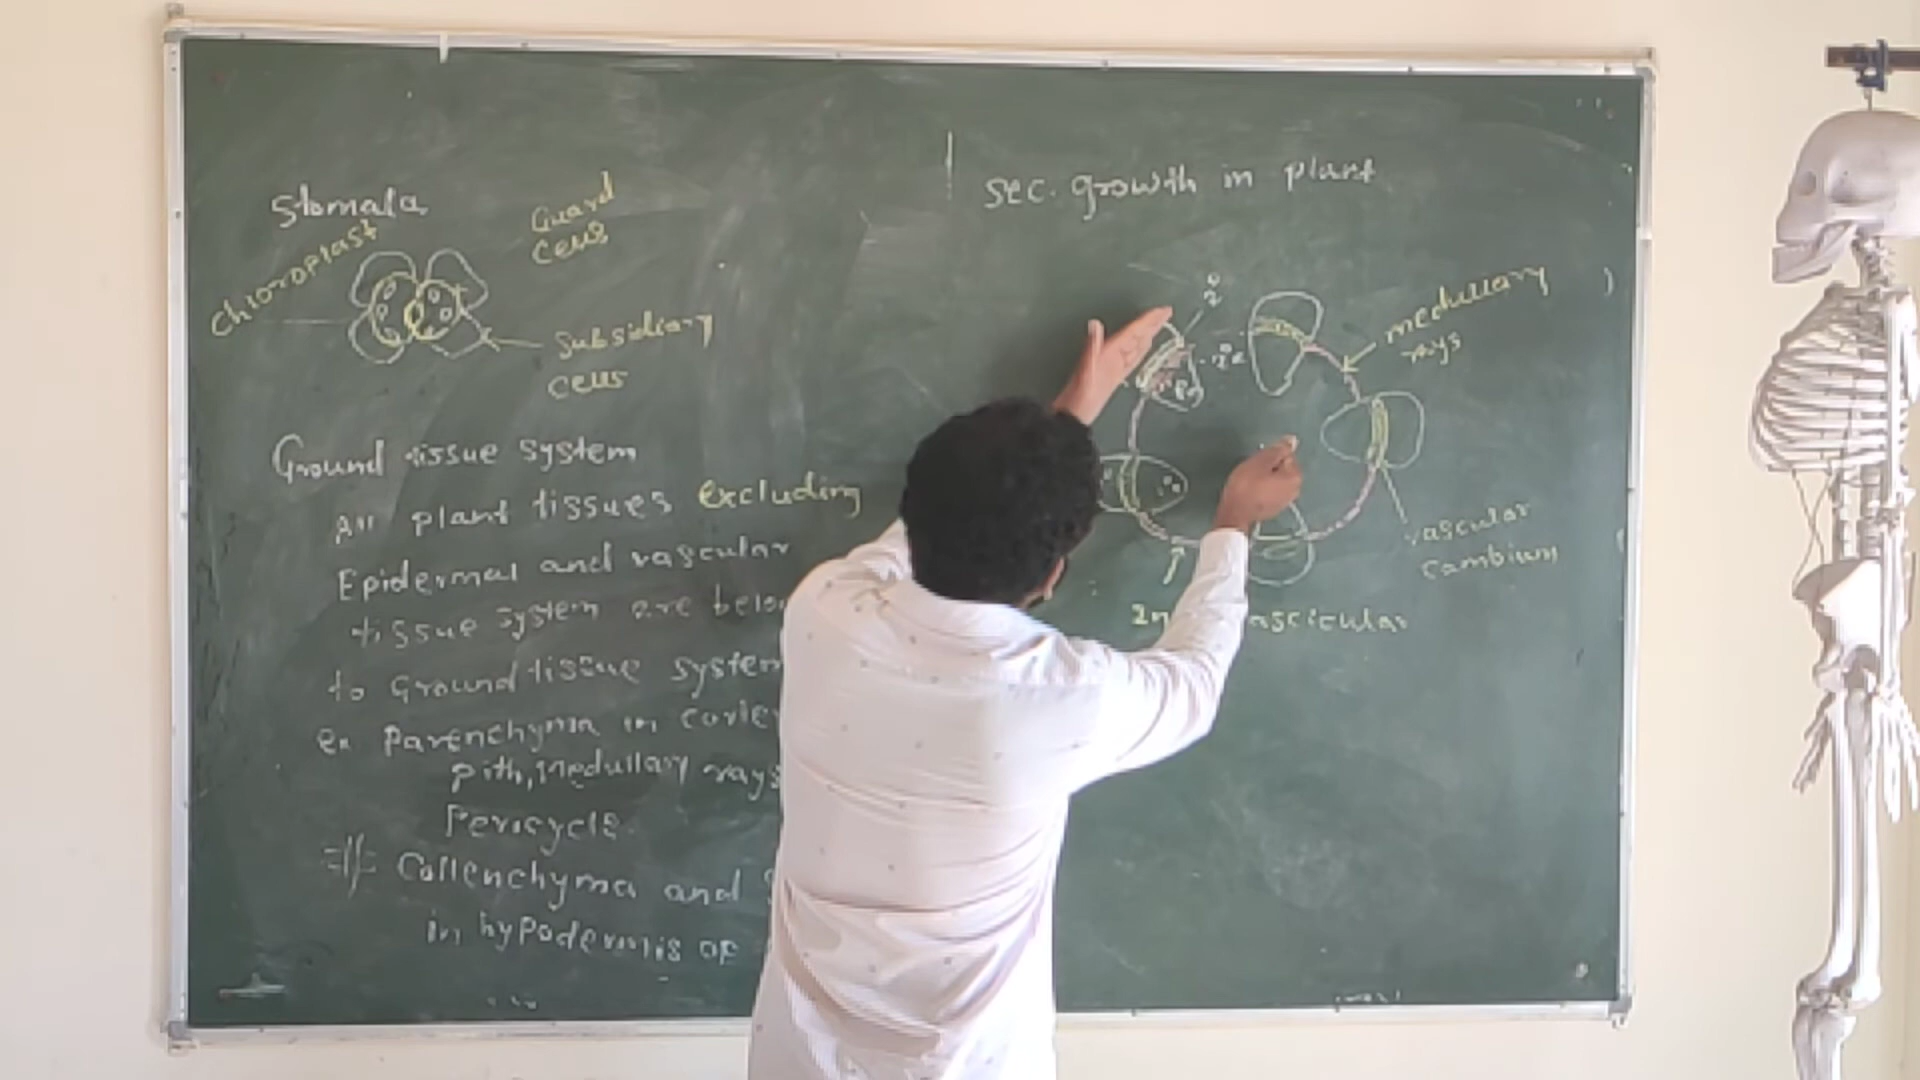 Stomata
Chloroplast
Guard
Cells
Subsidiary
Cells
Ground tissue system
All plant tissues excluding
Epidermal and vascular
tissue system are
to Ground tissue system
ex Parenchyma in
pith, Medullary rays
Pericycle.
Collenchyma and
in hypodermis of
Sec. growth in plant
medullary
rays
vascular
cambium